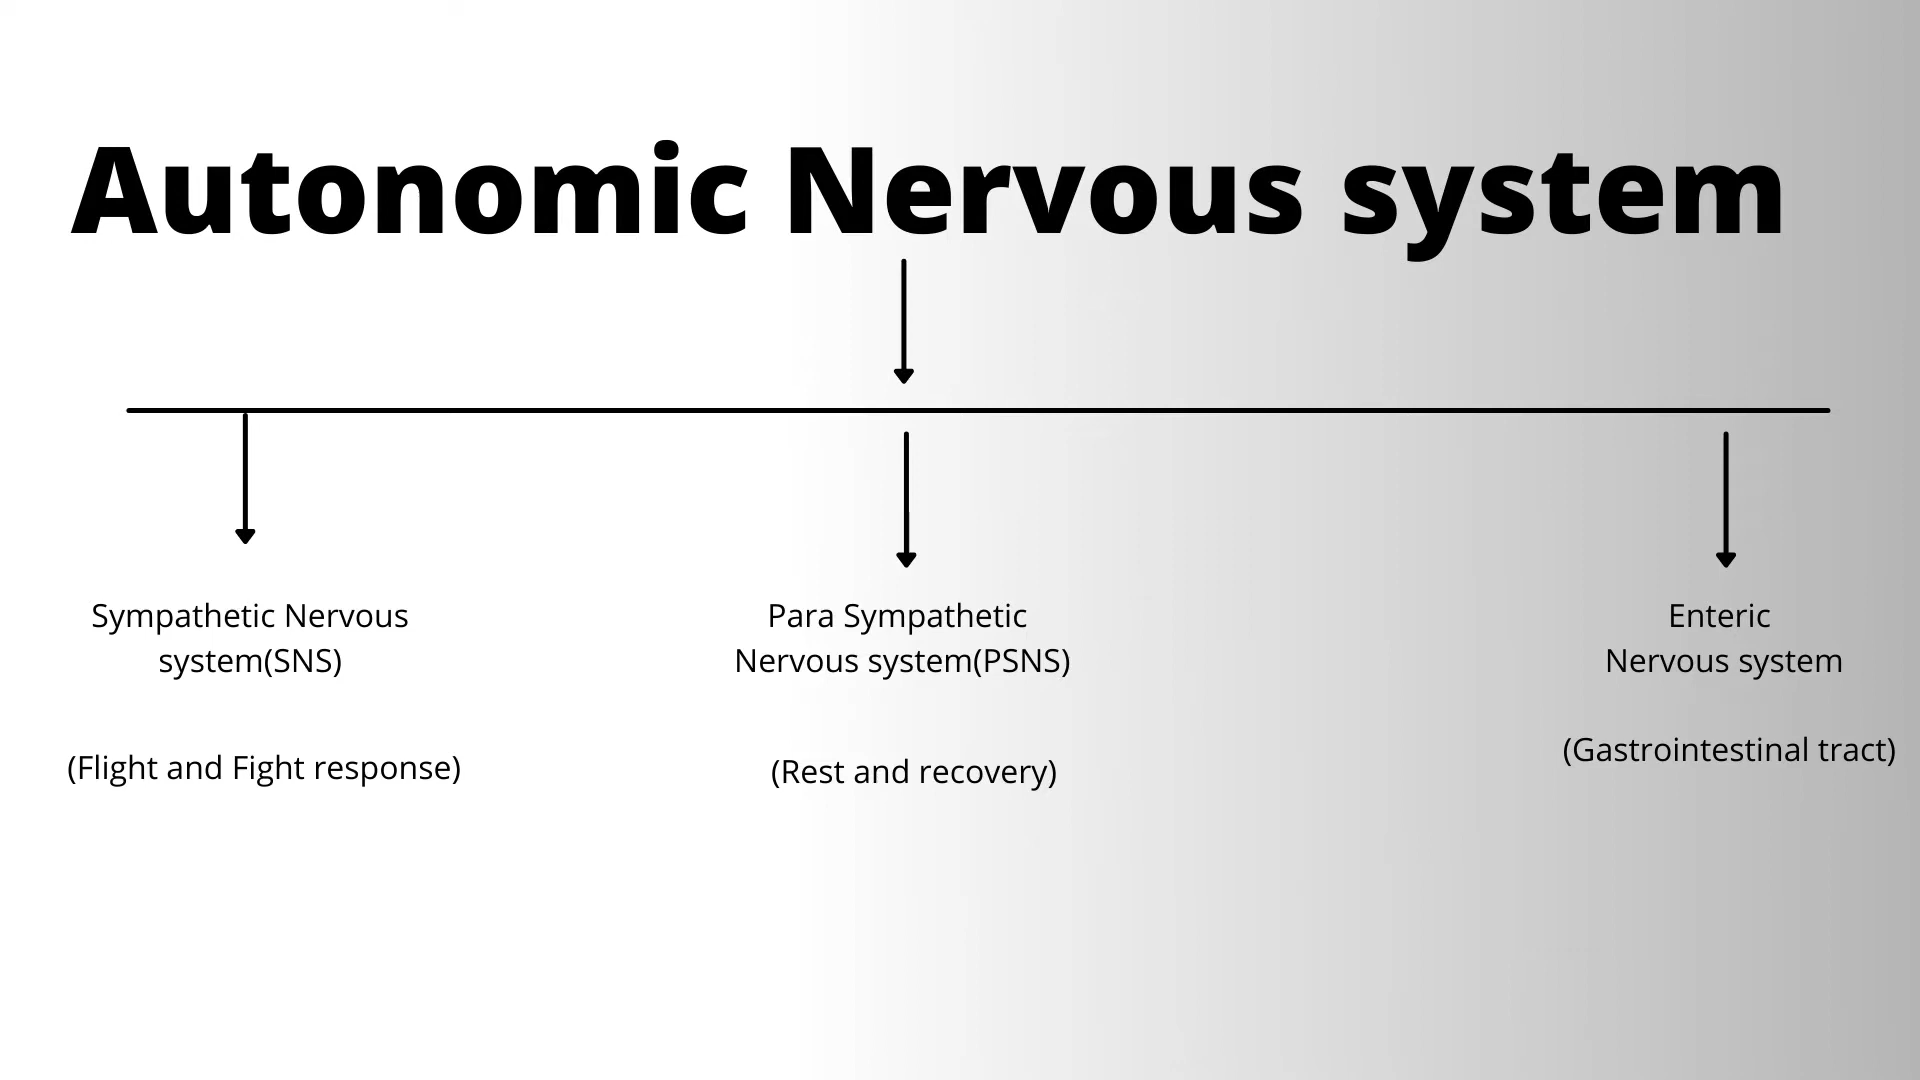 Autonomic Nervous system
Sympathetic Nervous
system(SNS)
(Flight and Fight response)
Para Sympathetic
Nervous system(PSNS)
(Rest and recovery)
Enteric
Nervous system
(Gastrointestinal tract)